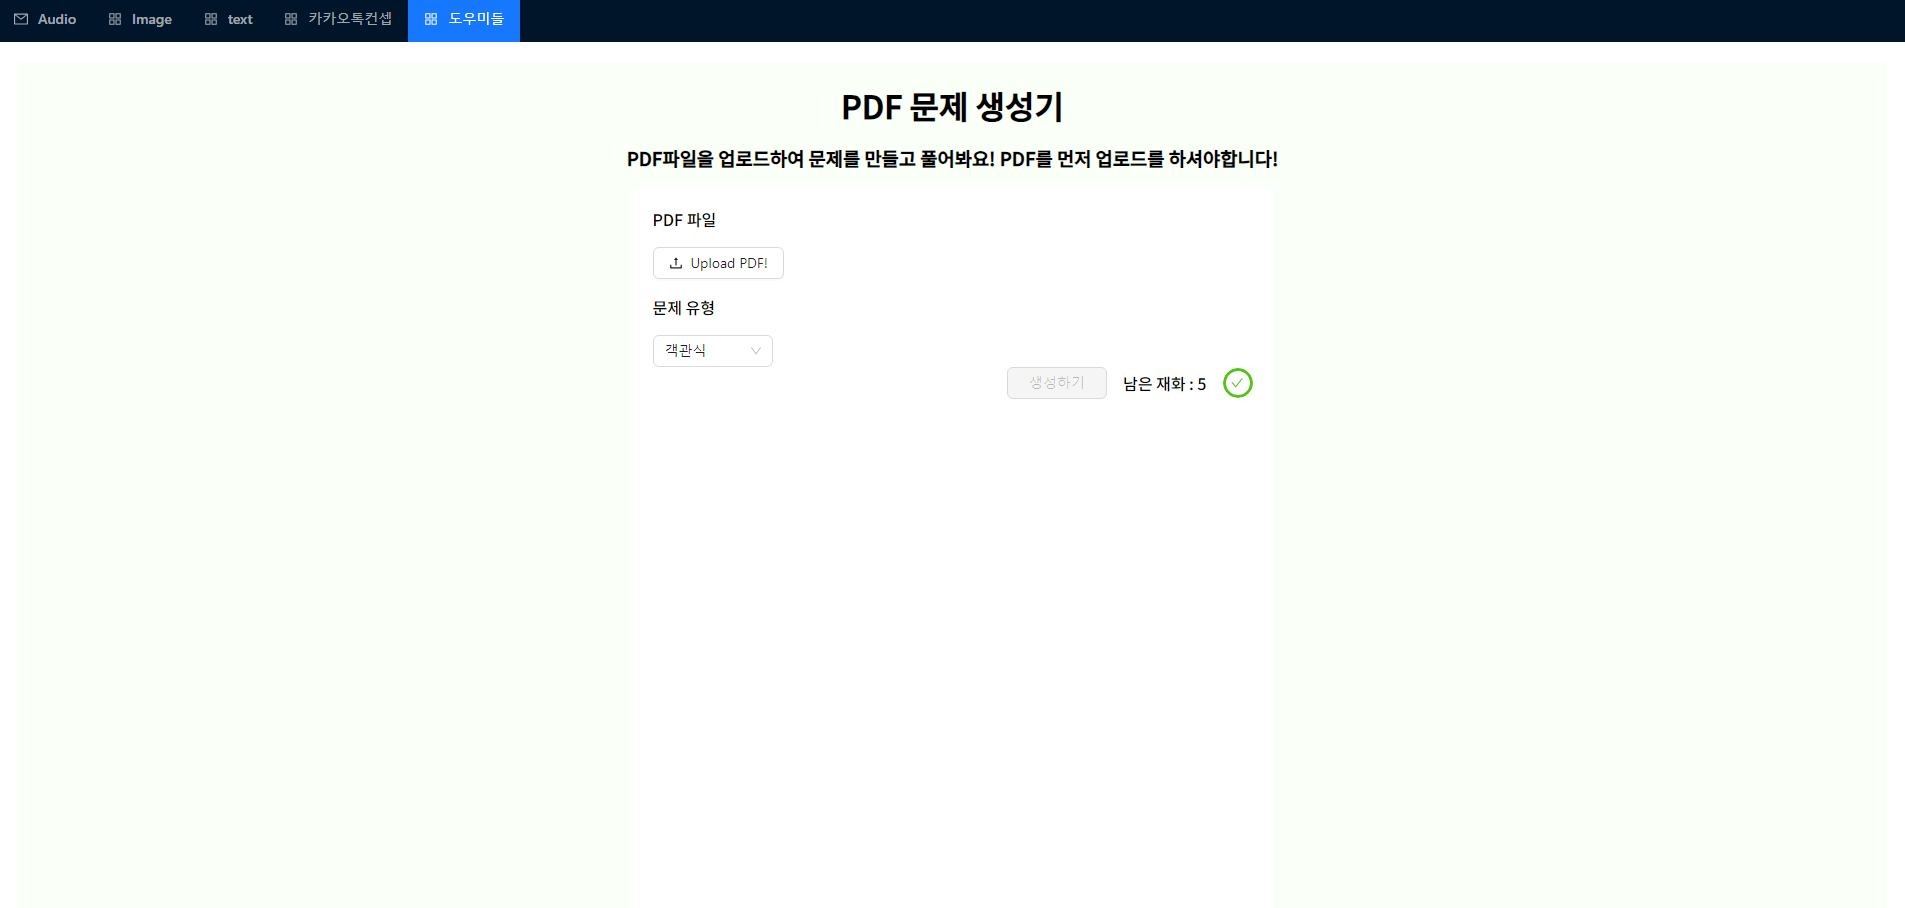 Audio Image text 카카오톡컨셉 도우미들
PDF 문제 생성기
PDF파일을 업로드하여 문제를 만들고 풀어봐요! PDF를 먼저 업로드를 하셔야합니다!
PDF 파일
Upload PDF!
문제 유형
객관식
생성하기 남은 재화 : 5